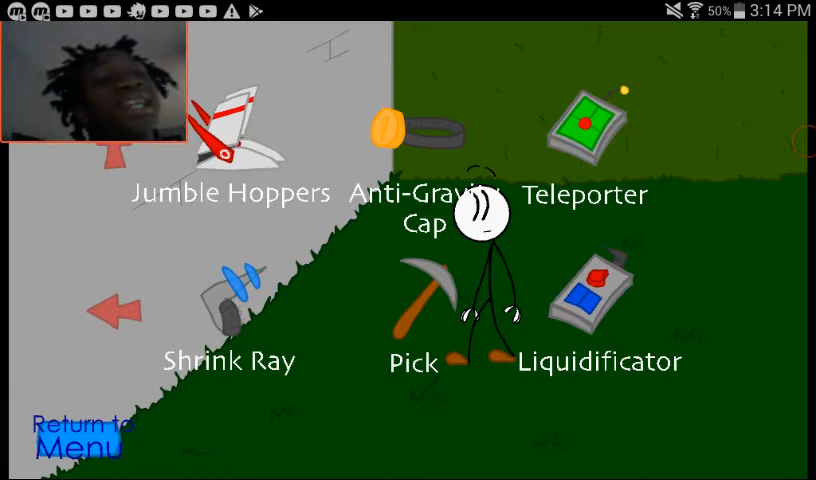 50% 3:14 PM
Jumble Hoppers
Anti-Gravity
Cap
Teleporter
Shrink Ray
Pick
Liquidificator
Return to
Menu